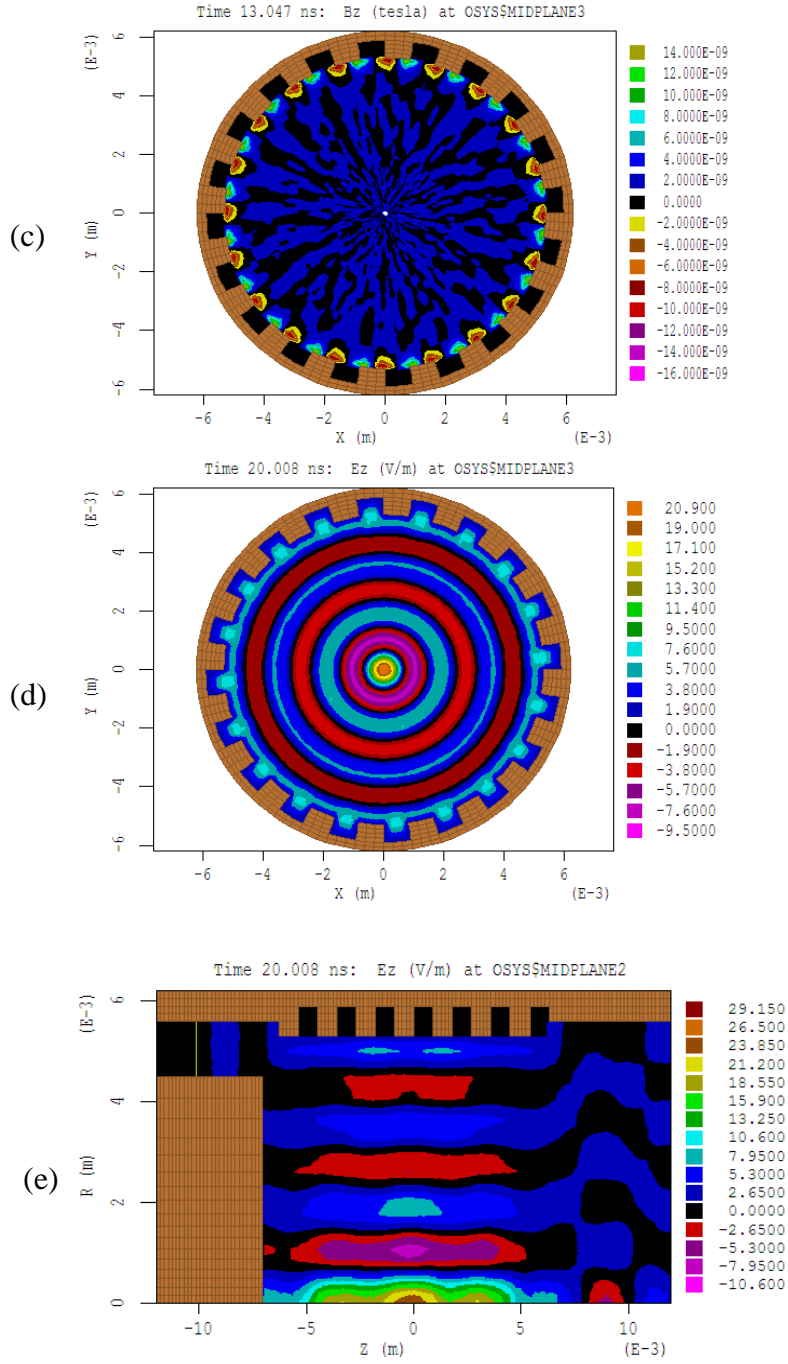 Time 13.047 ns: Bz (tesla) at OSYS$MIDPLANE3
(E-3)
6
4
2
0
-2
-4
-6
Y (m)
-6 -4 -2 0 2 4 6
X (m) (E-3)
14.000E-09
12.000E-09
10.000E-09
8.0000E-09
6.0000E-09
4.0000E-09
2.0000E-09
0.0000
-2.0000E-09
-4.0000E-09
-6.0000E-09
-8.0000E-09
-10.000E-09
-12.000E-09
-14.000E-09
-16.000E-09
(c)
Time 20.008 ns: Ez (V/m) at OSYS$MIDPLANE3
(E-3)
6
4
2
0
-2
-4
-6
Y (m)
-6 -4 -2 0 2 4 6
X (m) (E-3)
20.900
19.000
17.100
15.200
13.300
11.400
9.5000
7.6000
5.7000
3.8000
1.9000
0.0000
-1.9000
-3.8000
-5.7000
-7.6000
-9.5000
(d)
Time 20.008 ns: Ez (V/m) at OSYS$MIDPLANE2
(E-3)
6
4
2
0
R (m)
-10 -5 0 5 10
Z (m) (E-3)
29.150
26.500
23.850
21.200
18.550
15.900
13.250
10.600
7.9500
5.3000
2.6500
0.0000
-2.6500
-5.3000
-7.9500
-10.600
(e)